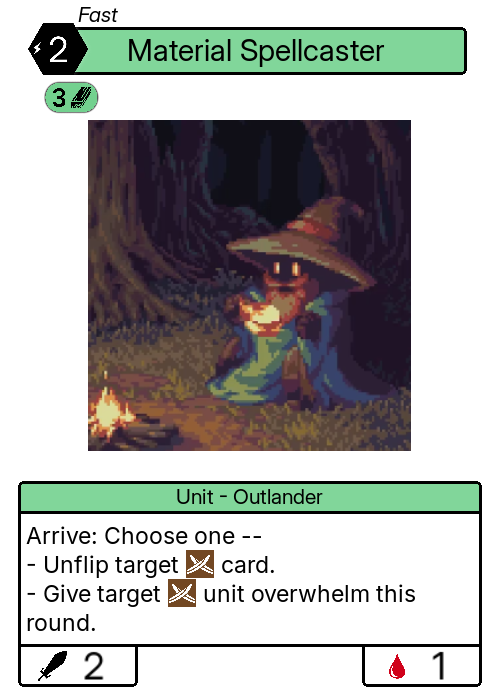 Fast
2 Material Spellcaster
3
Unit - Outlander
Arrive: Choose one --
- Unflip target card.
- Give target unit overwhelm this
round.
2 1